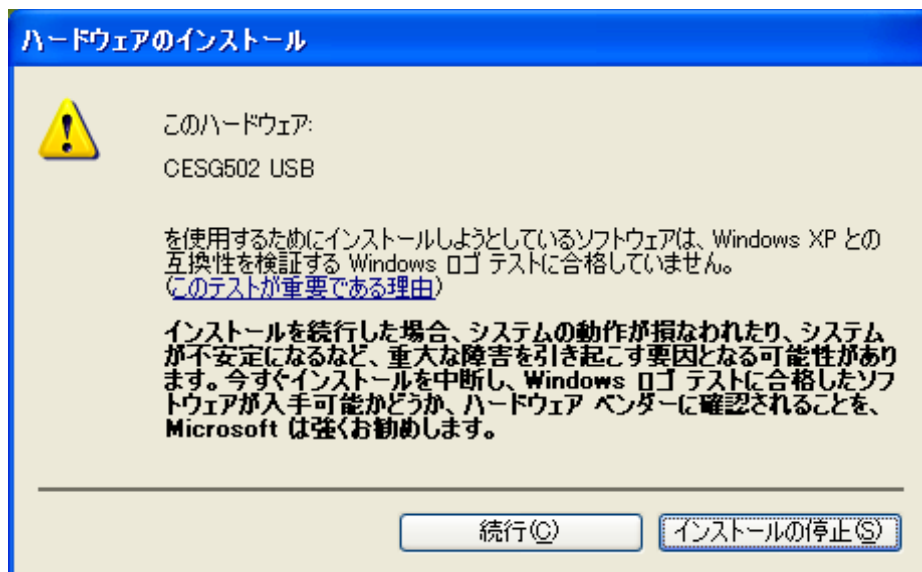 ハードウェアのインストール
このハードウェア:
CESG502 USB
を使用するためにインストールしようとしているソフトウェアは、Windows XP との
互換性を検証する Windows ロゴ テストに合格していません。
(このテストが重要である理由)
インストールを続行した場合、システムの動作が損なわれたり、システム
が不安定になるなど、重大な障害を引き起こす要因となる可能性があり
ます。今すぐインストールを中断し、Windows ロゴ テストに合格したソフ
トウェアが入手可能かどうか、ハードウェア ベンダーに確認されることを、
Microsoft は強くお勧めします。
続行(C)
インストールの停止(S)